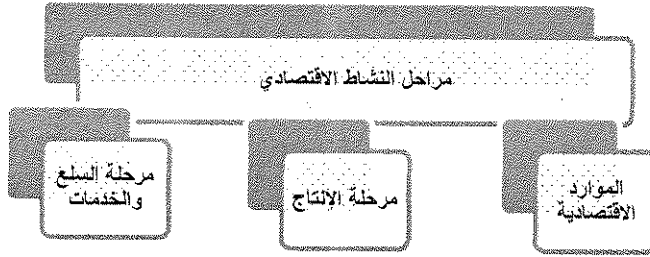 مراحل النشاط الاقتصادي
الموارد
الاقتصادية
مرحلة الإنتاج
مرحلة السلع
والخدمات